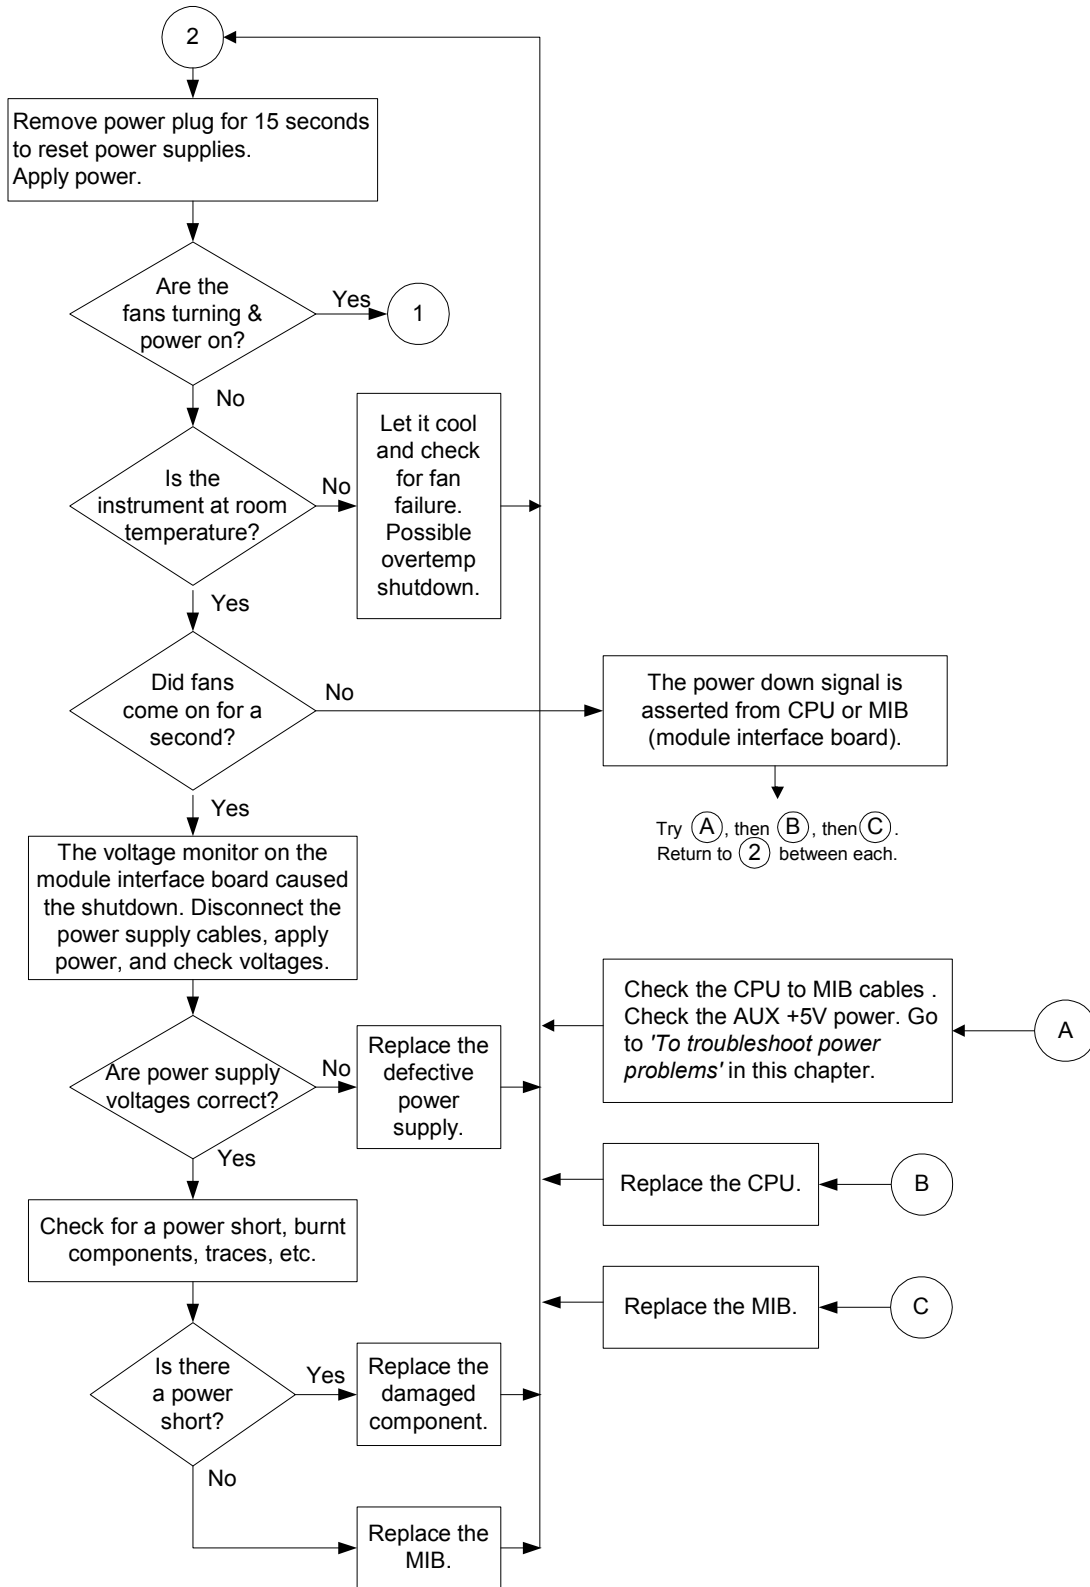 2
Remove power plug for 15 seconds
to reset power supplies.
Apply power.
Are the
fans turning &
power on?
Yes
1
No
Is the
instrument at room
temperature?
No
Let it cool
and check
for fan
failure.
Possible
overtemp
shutdown.
Yes
Did fans
come on for a
second?
No
The power down signal is
asserted from CPU or MIB
(module interface board).
Try A, then B, then C.
Return to 2 between each.
Yes
The voltage monitor on the
module interface board caused
the shutdown. Disconnect the
power supply cables, apply
power, and check voltages.
Check the CPU to MIB cables .
Check the AUX +5V power. Go
to 'To troubleshoot power
problems' in this chapter.
A
Are power supply
voltages correct?
No
Replace the
defective
power
supply.
Yes
Replace the CPU.
B
Check for a power short, burnt
components, traces, etc.
Replace the MIB.
C
Is there
a power
short?
Yes
Replace the
damaged
component.
No
Replace the
MIB.